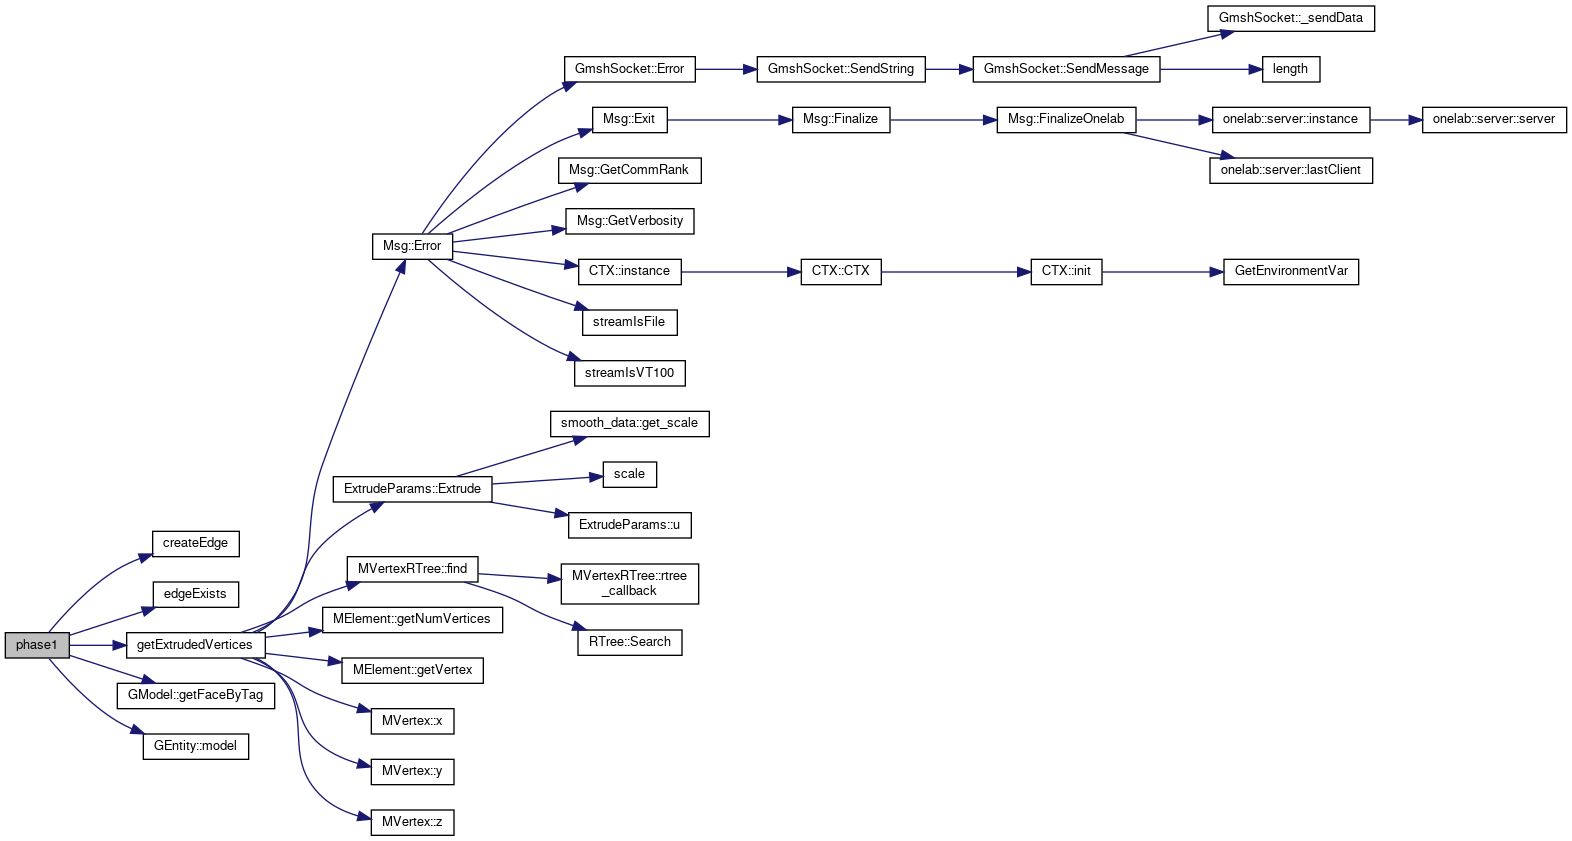 GmshSocket::_sendData
GmshSocket::Error
GmshSocket::SendString
GmshSocket::SendMessage
length
Msg::Exit
Msg::Finalize
Msg::FinalizeOnelab
onelab::server::instance
onelab::server::server
Msg::GetCommRank
onelab::server::lastClient
Msg::GetVerbosity
Msg::Error
CTX::instance
CTX::CTX
CTX::init
GetEnvironmentVar
streamIsFile
streamIsVT100
smooth_data::get_scale
scale
ExtrudeParams::Extrude
ExtrudeParams::u
createEdge
MVertexRTree::find
MVertexRTree::rtree
_callback
edgeExists
MElement::getNumVertices
phase1
getExtrudedVertices
RTree::Search
MElement::getVertex
GModel::getFaceByTag
MVertex::x
GEntity::model
MVertex::y
MVertex::z